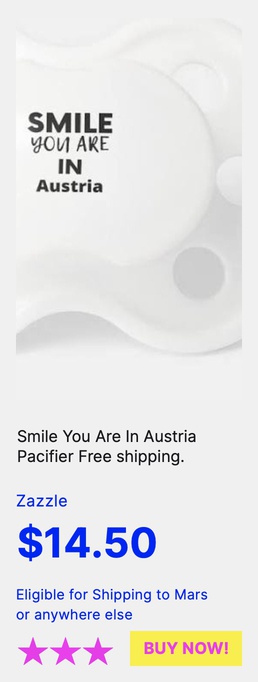 SMILE
YOU ARE
IN
Austria
Smile You Are In Austria
Pacifier Free shipping.
Zazzle
$14.50
Eligible for Shipping to Mars
or anywhere else
BUY NOW!